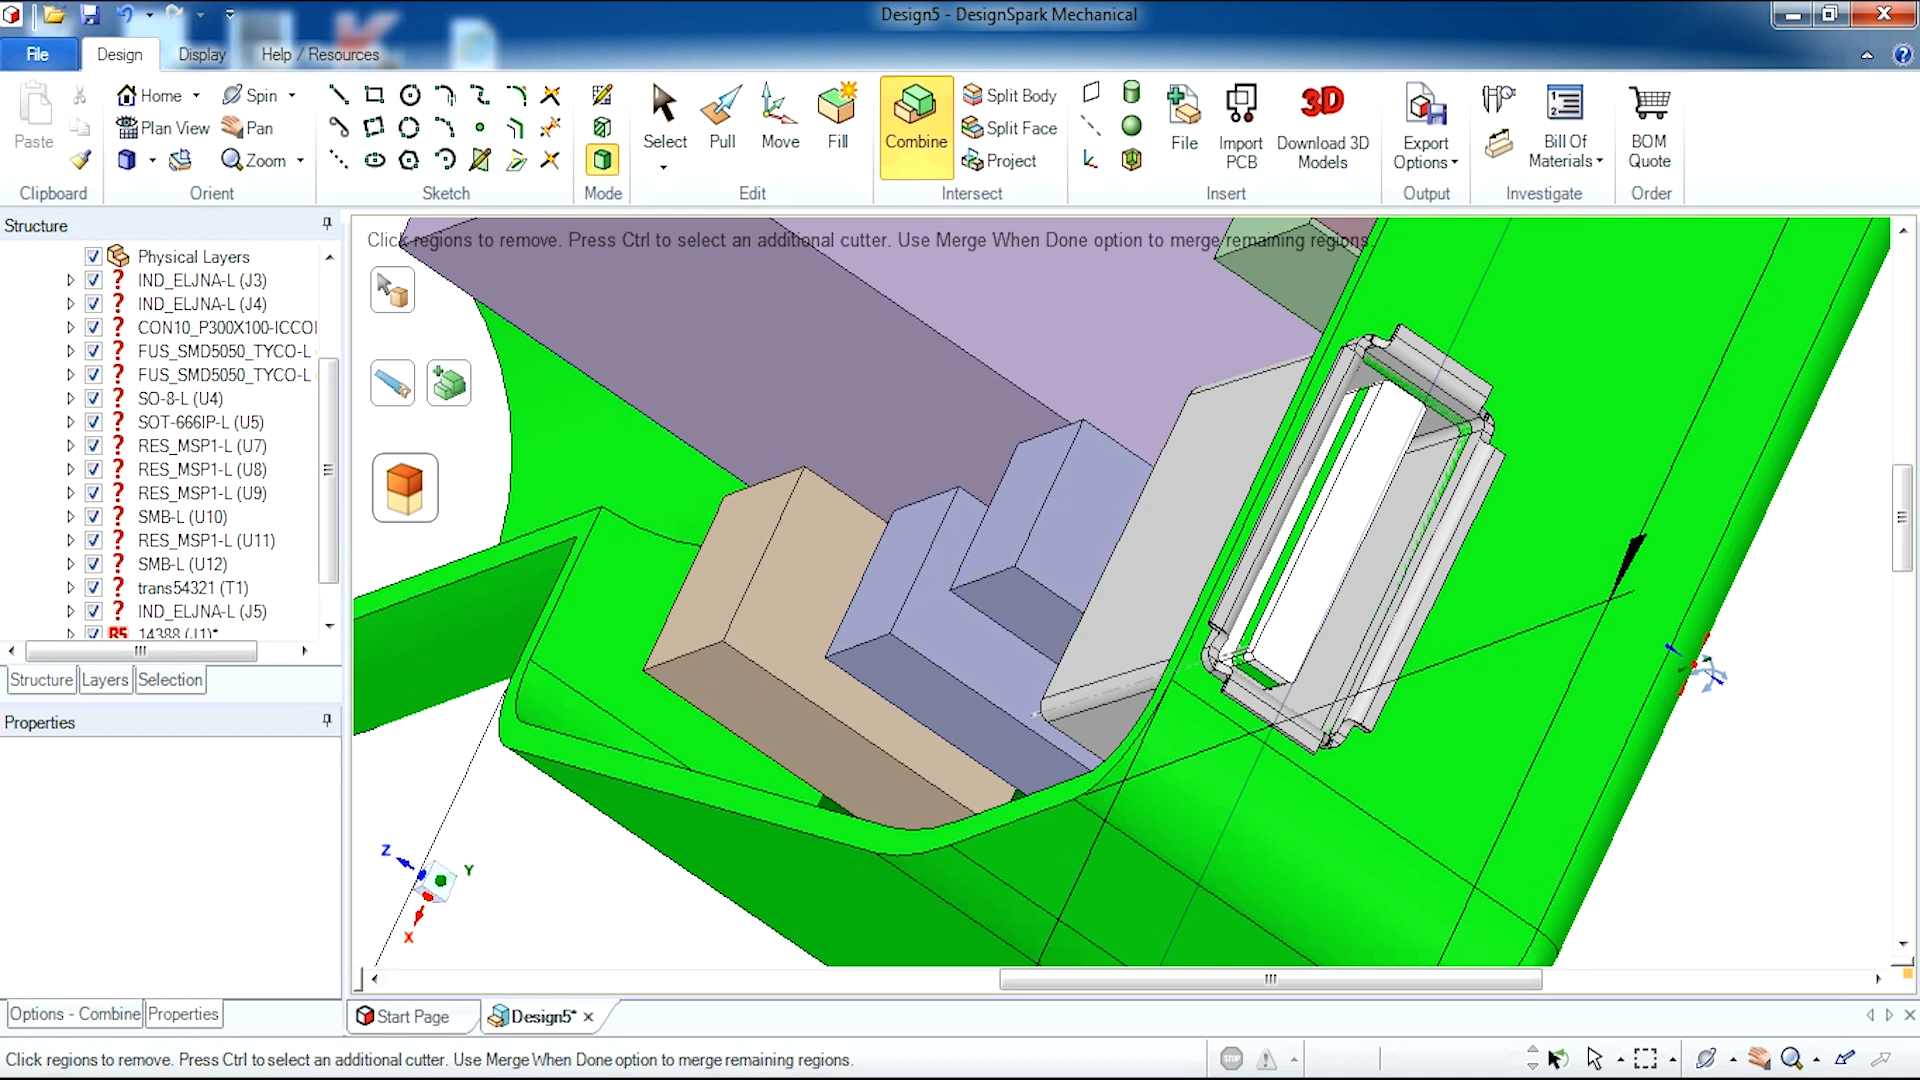 Design5 - DesignSpark Mechanical
File Design Display Help / Resources
Paste
Clipboard
Home Spin
Plan View Pan
Zoom
Orient
Sketch
Mode
Select Pull Move Fill
Edit
Combine
Split Body
Split Face
Project
Intersect
File
Import PCB
3D
Download 3D Models
Insert
Export Options
Output
Bill Of Materials
Investigate
BOM Quote
Order
Structure
Physical Layers
IND_ELJNA-L (J3)
IND_ELJNA-L (J4)
CON10_P300X100-ICCO
FUS_SMD5050_TYCO-L
FUS_SMD5050_TYCO-L
SO-8-L (U4)
SOT-666IP-L (U5)
RES_MSP1-L (U7)
RES_MSP1-L (U8)
RES_MSP1-L (U9)
SMB-L (U10)
RES_MSP1-L (U11)
SMB-L (U12)
trans54321 (T1)
IND_ELJNA-L (J5)
14388 (J1)*
Structure Layers Selection
Properties
Options - Combine Properties
Click regions to remove. Press Ctrl to select an additional cutter. Use Merge When Done option to merge remaining regions.
Z
Y
X
Start Page Design5*
Click regions to remove. Press Ctrl to select an additional cutter. Use Merge When Done option to merge remaining regions.
STOP